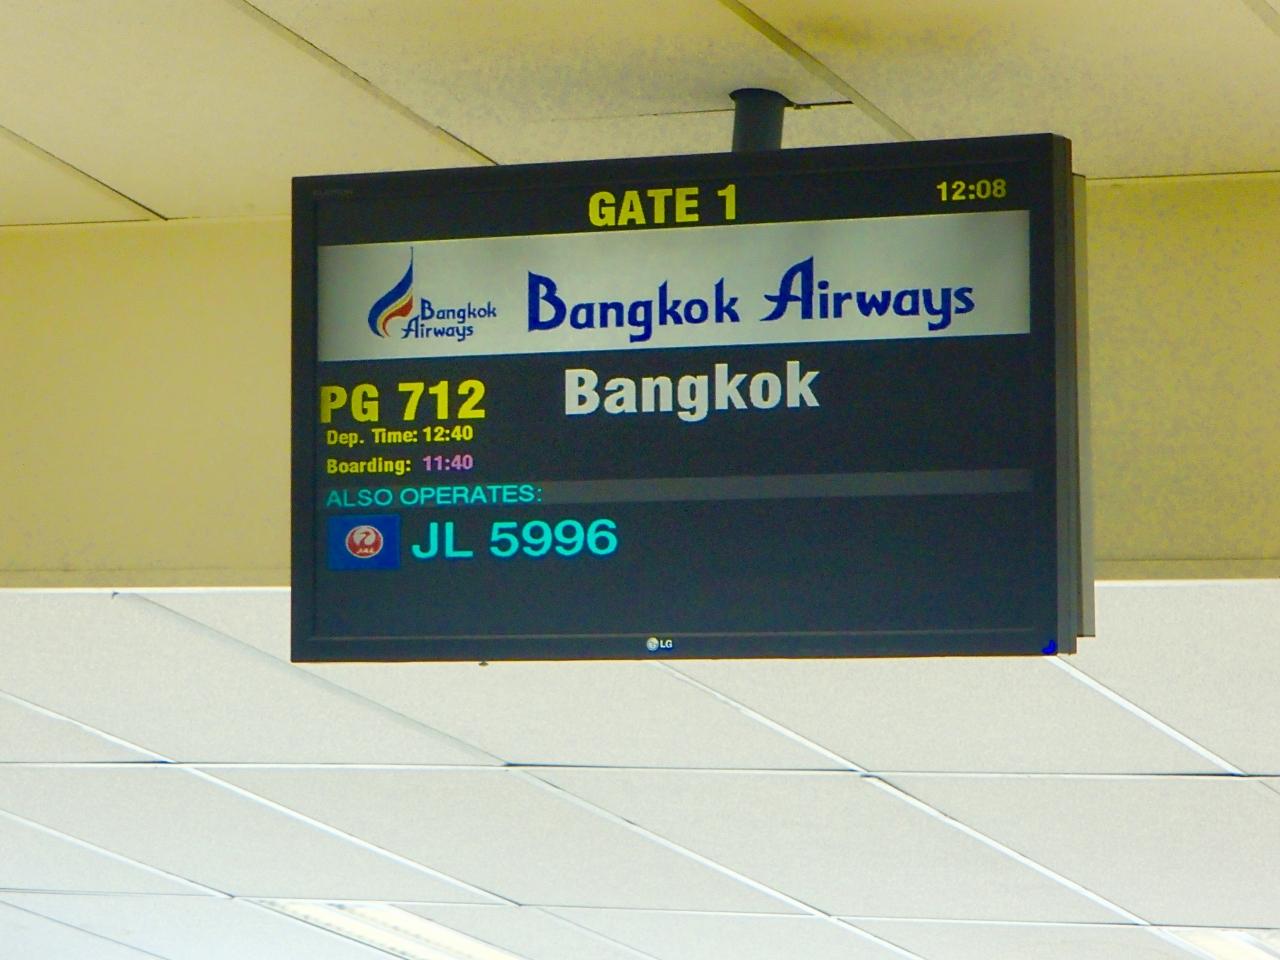 GATE 1
12:08
Bangkok
Airways
Bangkok Airways
PG 712
Bangkok
Dep. Time: 12:40
Boarding: 11:40
ALSO OPERATES:
JAL
JL 5996
LG